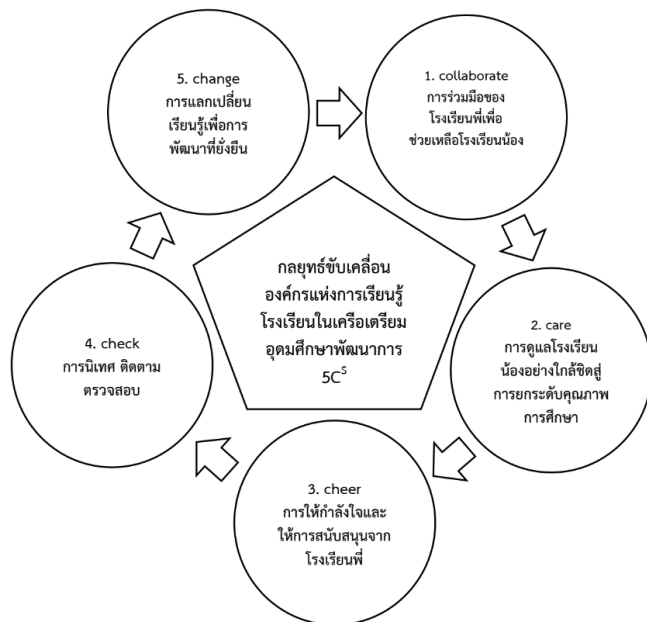 5. change
การแลกเปลี่ยน
เรียนรู้เพื่อการ
พัฒนาที่ยั่งยืน
1. collaborate
การร่วมมือของ
โรงเรียนพี่เพื่อ
ช่วยเหลือโรงเรียนน้อง
กลยุทธ์ขับเคลื่อน
องค์กรแห่งการเรียนรู้
โรงเรียนในเครือเตรียม
อุดมศึกษาพัฒนาการ
5Cˢ
2. care
การดูแลโรงเรียน
น้องอย่างใกล้ชิดสู่
การยกระดับคุณภาพ
การศึกษา
4. check
การนิเทศ ติดตาม
ตรวจสอบ
3. cheer
การให้กำลังใจและ
ให้การสนับสนุนจาก
โรงเรียนพี่